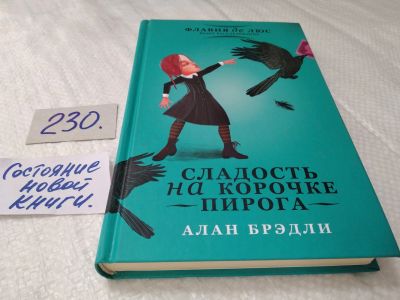 ФЛАВИЯ де ЛЮС
230.
Состояние
новой
книги.
СЛАДОСТЬ
НА КОРОЧКЕ
ПИРОГА
АЛАН БРЭДЛИ